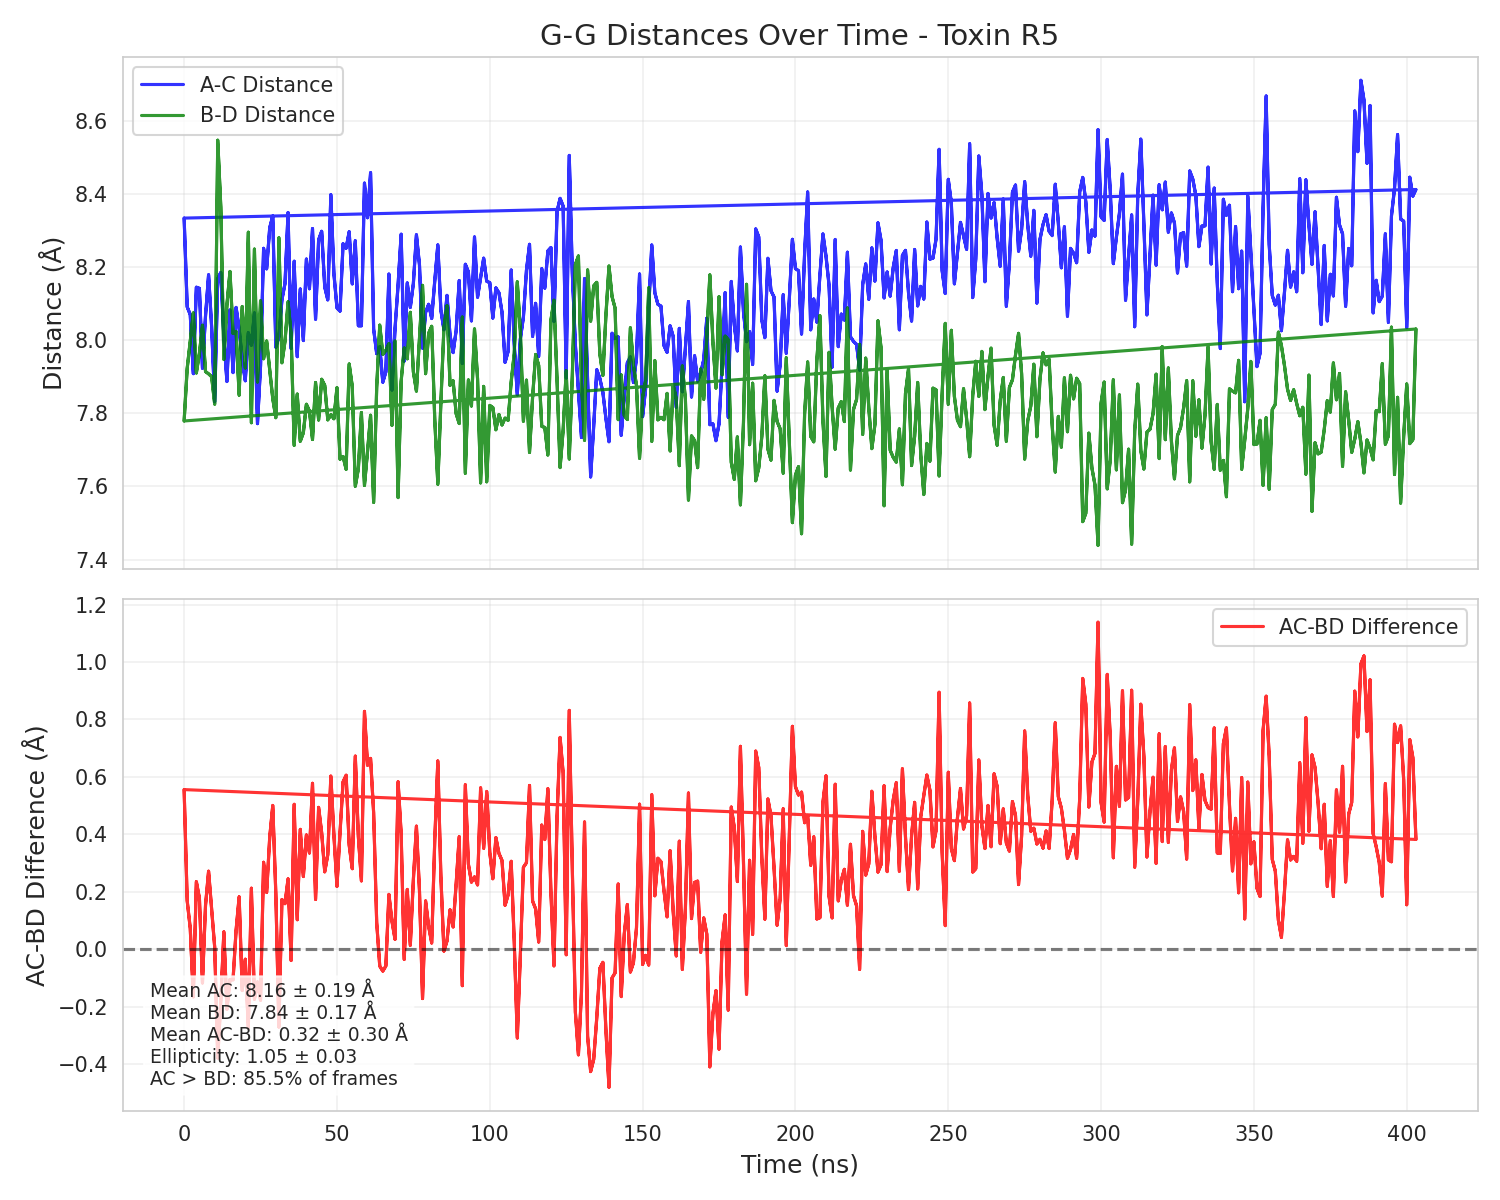 G-G Distances Over Time - Toxin R5
A-C Distance
B-D Distance
8.6
8.4
8.2
8.0
7.8
7.6
7.4
Distance (Å)
AC-BD Difference
1.2
1.0
0.8
0.6
0.4
0.2
0.0
−0.2
−0.4
AC-BD Difference (Å)
Mean AC: 8.16 ± 0.19 Å
Mean BD: 7.84 ± 0.17 Å
Mean AC-BD: 0.32 ± 0.30 Å
Ellipticity: 1.05 ± 0.03
AC > BD: 85.5% of frames
0 50 100 150 200 250 300 350 400
Time (ns)